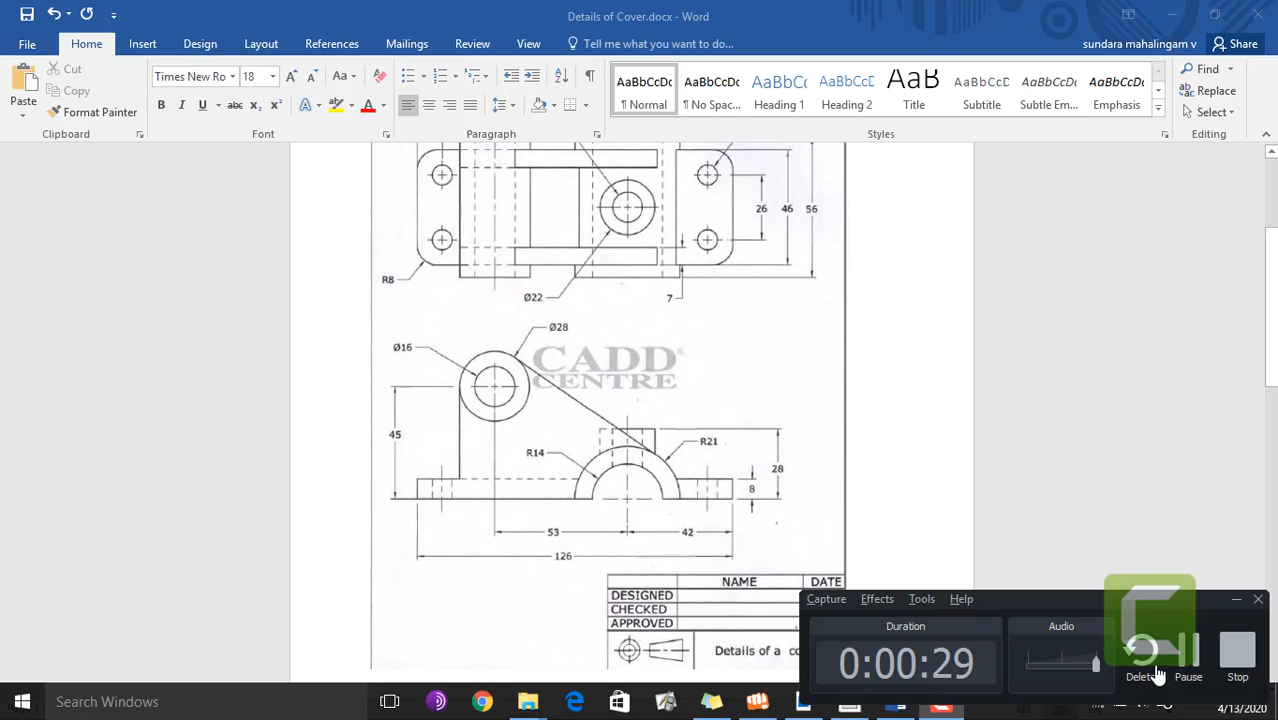 Details of Cover.docx - Word
File Home Insert Design Layout References Mailings Review View Tell me what you want to do... sundara mahalingam v Share
Paste Cut Copy Format Painter Times New Ro 18 Find Replace Select
AaBbCcDc AaBbCcDc AaBbCc AaBbCcD AaB AaBbCcD AaBbCcDc AaBbCcDc
¶ Normal ¶ No Spac... Heading 1 Heading 2 Title Subtitle Subtle Em... Emphasis
Clipboard Font Paragraph Styles Editing
26 46 56
R8
Ø22 7
Ø28
Ø16
CADD
CENTRE
45
R21
R14
28
8
53 42
126
NAME DATE
DESIGNED
CHECKED
APPROVED
Details of a co
Capture Effects Tools Help
Duration Audio
0:00:29
Delete Pause Stop
Search Windows
4/13/2020